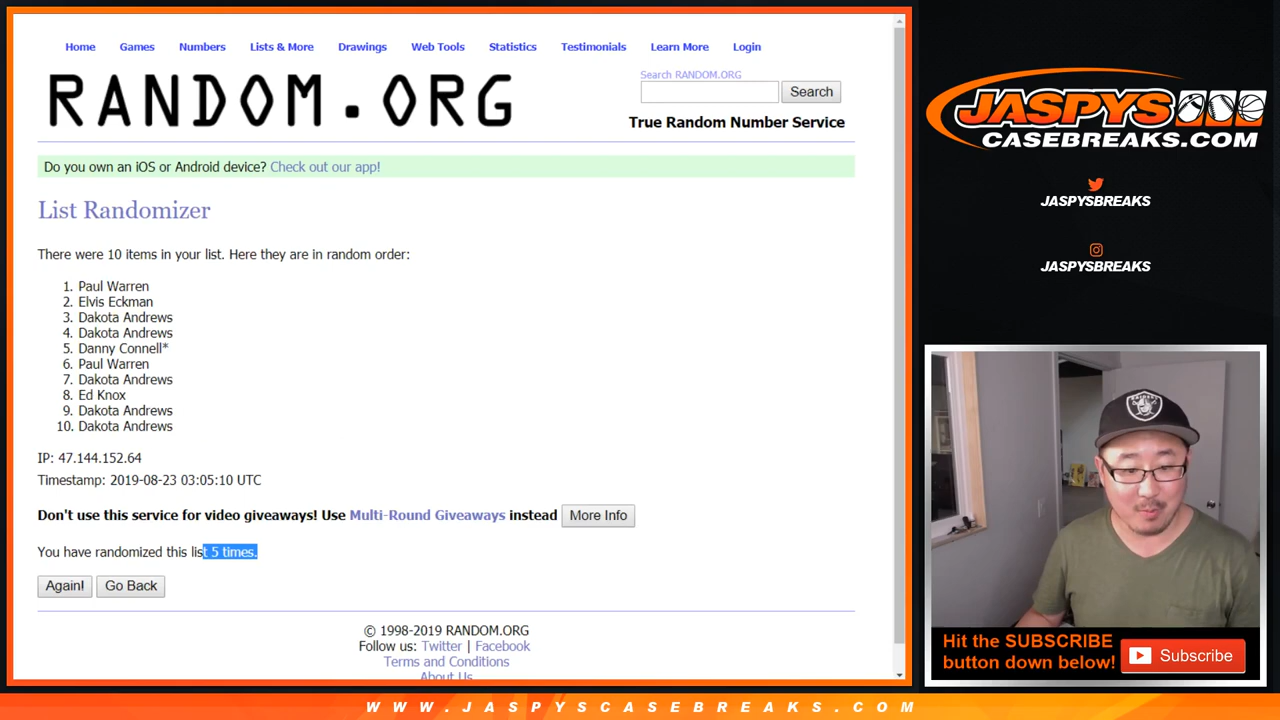 Home Games Numbers Lists & More Drawings Web Tools Statistics Testimonials Learn More Login
RANDOM.ORG
Search RANDOM.ORG
Search
True Random Number Service
Do you own an iOS or Android device? Check out our app!
List Randomizer
There were 10 items in your list. Here they are in random order:
1. Paul Warren
2. Elvis Eckman
3. Dakota Andrews
4. Dakota Andrews
5. Danny Connell*
6. Paul Warren
7. Dakota Andrews
8. Ed Knox
9. Dakota Andrews
10. Dakota Andrews
IP: 47.144.152.64
Timestamp: 2019-08-23 03:05:10 UTC
Don't use this service for video giveaways! Use Multi-Round Giveaways instead More Info
You have randomized this list 5 times.
Again! Go Back
© 1998-2019 RANDOM.ORG
Follow us: Twitter | Facebook
Terms and Conditions
About Us
JASPYS
CASEBREAKS.COM
JASPYSBREAKS
JASPYSBREAKS
Hit the SUBSCRIBE
button down below!
Subscribe
WWW.JASPYSCASEBREAKS.COM